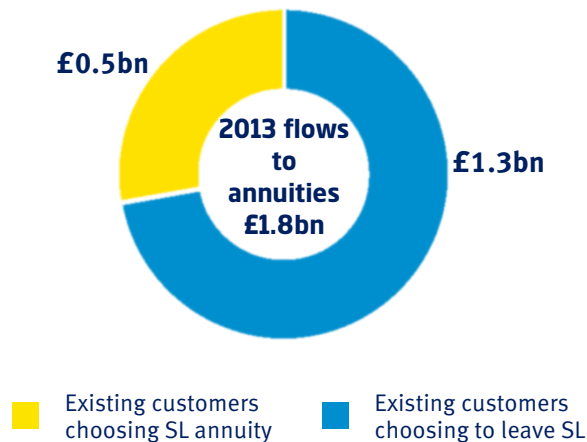 £0.5bn
2013 flows
to
annuities
£1.8bn
£1.3bn
Existing customers
choosing SL annuity
Existing customers
choosing to leave SL